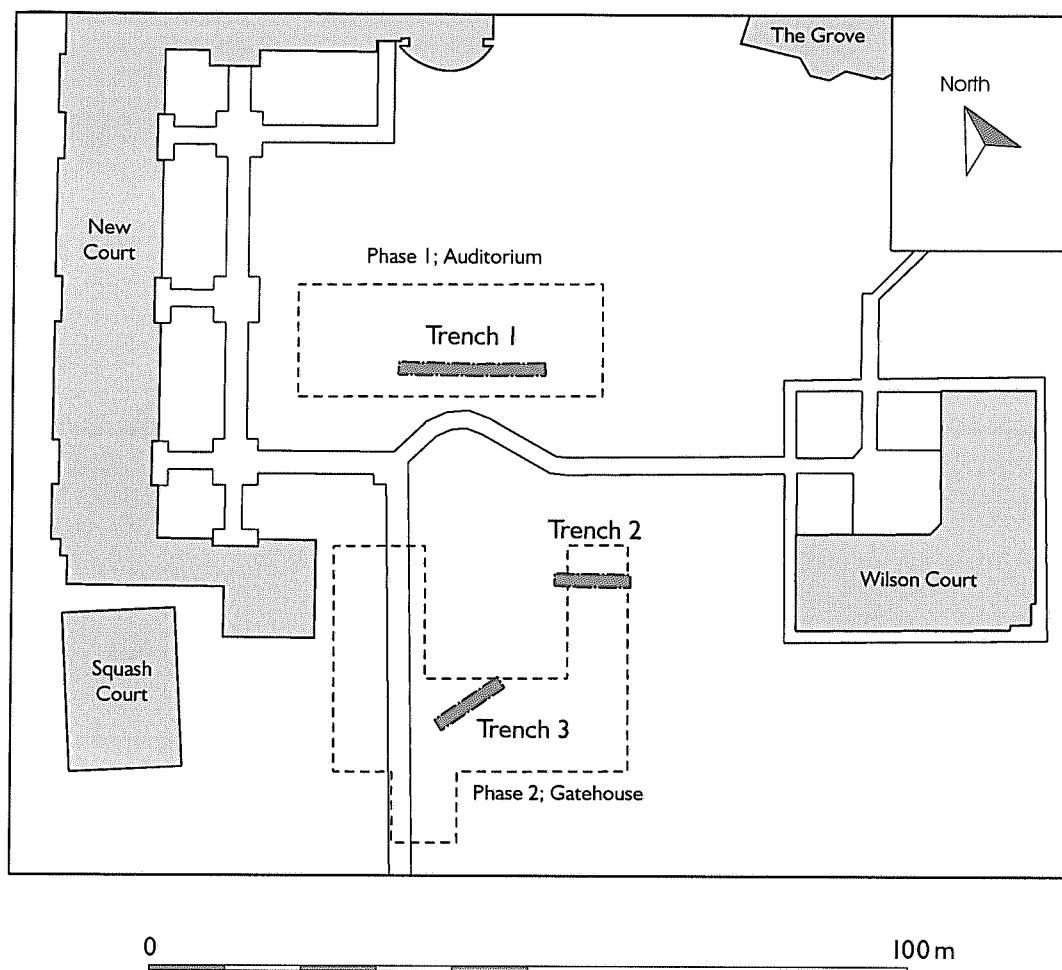 The Grove
North
New
Court
Phase 1; Auditorium
Trench 1
Trench 2
Wilson Court
Squash
Court
Trench 3
Phase 2; Gatehouse
0
100 m